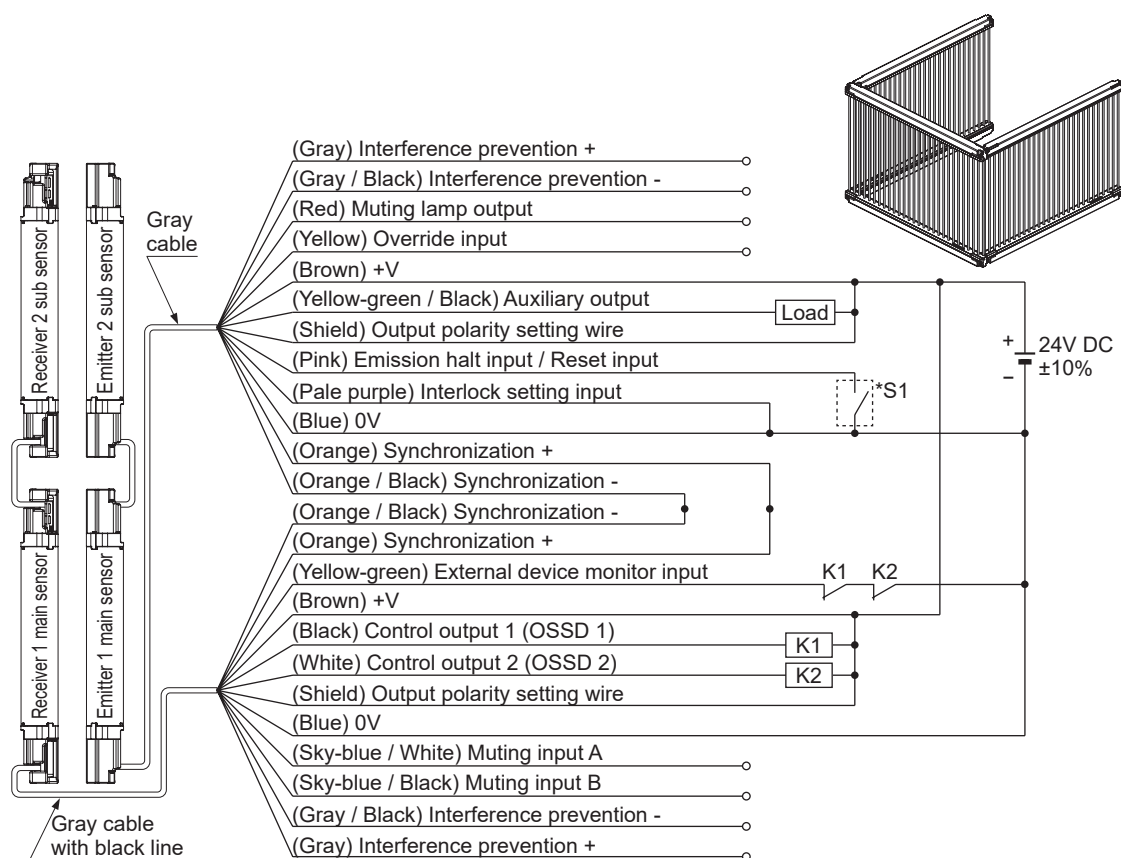 (Gray) Interference prevention +
(Gray / Black) Interference prevention -
(Red) Muting lamp output
(Yellow) Override input
(Brown) +V
(Yellow-green / Black) Auxiliary output
Load
(Shield) Output polarity setting wire
(Pink) Emission halt input / Reset input
(Pale purple) Interlock setting input
*S1
(Blue) 0V
+
24V DC
±10%
−
(Orange) Synchronization +
(Orange / Black) Synchronization -
Gray
cable
Receiver 2 sub sensor
Emitter 2 sub sensor
(Orange / Black) Synchronization -
(Orange) Synchronization +
(Yellow-green) External device monitor input
K1 K2
(Brown) +V
(Black) Control output 1 (OSSD 1)
K1
(White) Control output 2 (OSSD 2)
K2
(Shield) Output polarity setting wire
(Blue) 0V
(Sky-blue / White) Muting input A
(Sky-blue / Black) Muting input B
(Gray / Black) Interference prevention -
(Gray) Interference prevention +
Receiver 1 main sensor
Emitter 1 main sensor
Gray cable
with black line